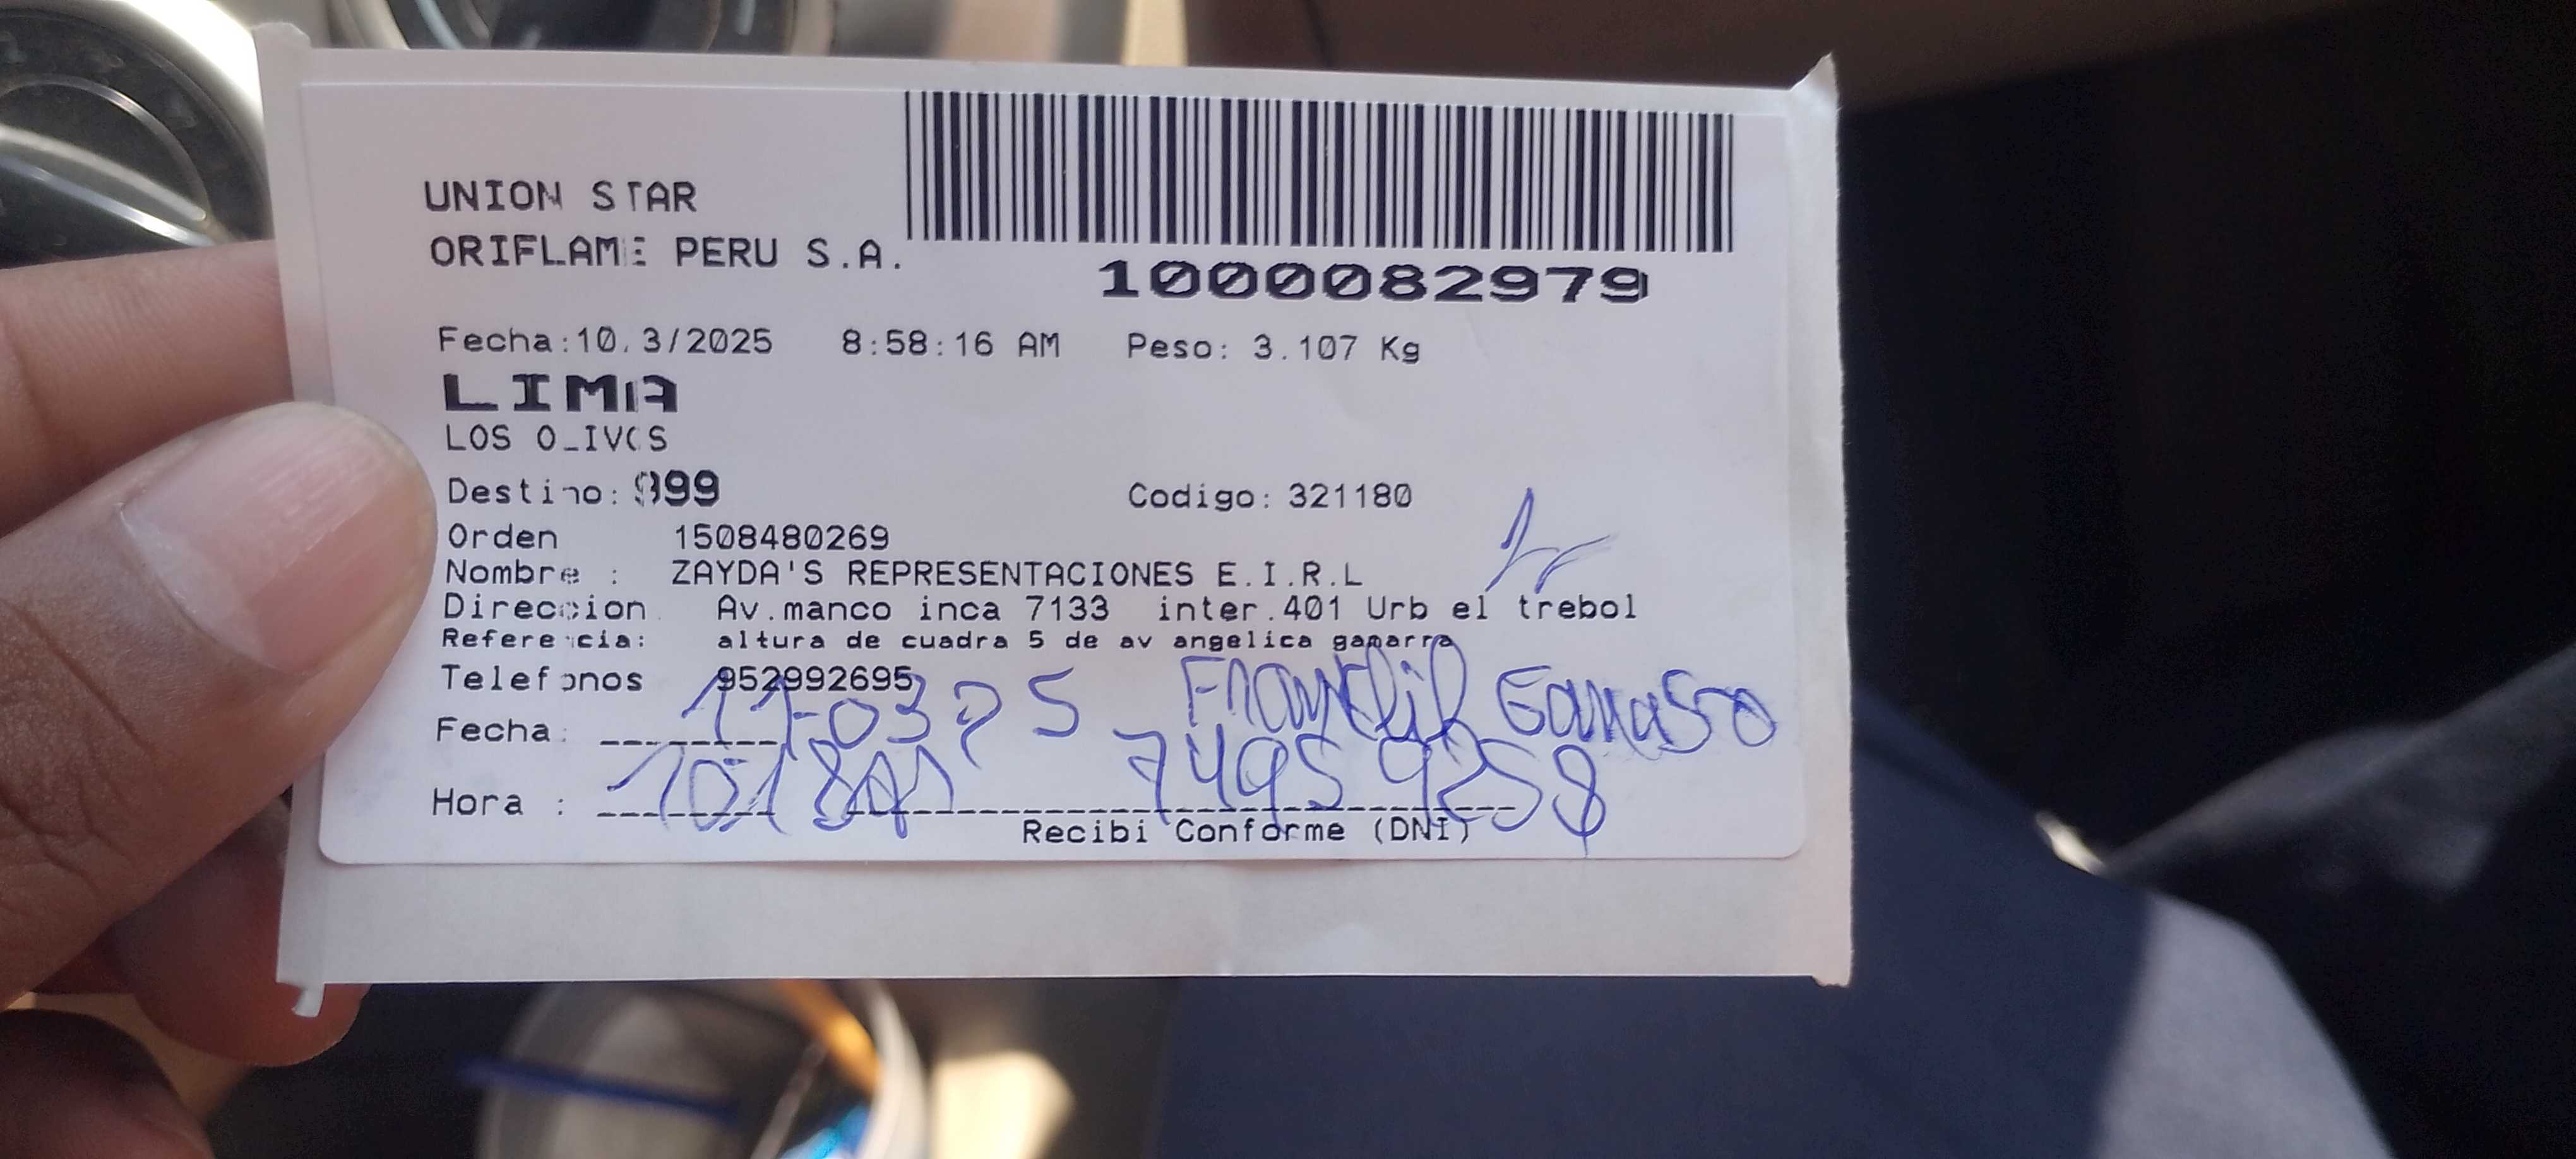 UNION STAR
ORIFLAME PERU S.A.
1000082979
Fecha:10.3/2025 8:58:16 AM Peso: 3.107 Kg
LIMA
LOS OLIVOS
Destino: 999 Codigo: 321180
Orden 1508480269
Nombre : ZAYDA'S REPRESENTACIONES E.I.R.L
Direccion Av.manco inca 7133 inter.401 Urb el trebol
Referencia: altura de cuadra 5 de av angelica gamarra
Telefonos 952992695
Fecha: 11-03 25
Hora : 74959258
Recibi Conforme (DNI)